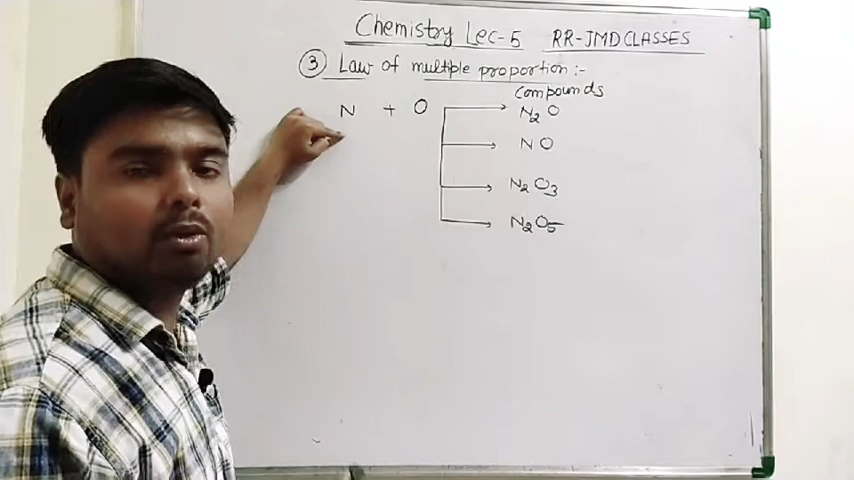 Chemistry Lec-5 RR-JMD CLASSES
③ Law of multiple proportion :-
compounds
N + O → N₂O
→ NO
→ N₂O₃
→ N₂O₅